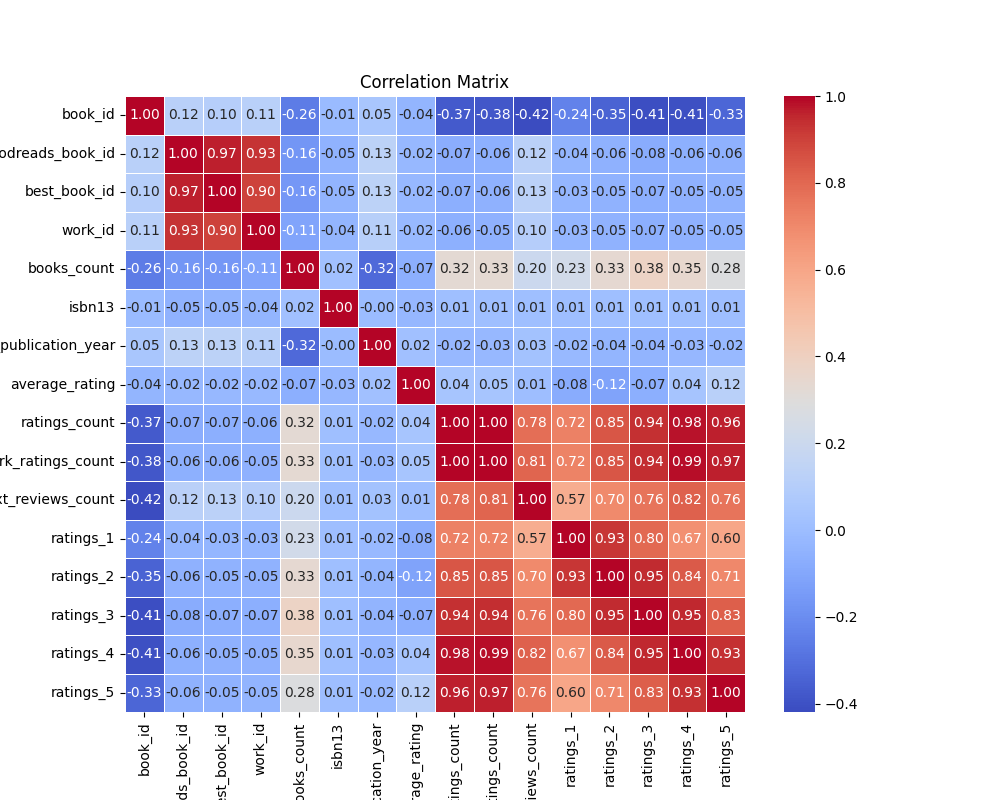 Correlation Matrix
book_id 1.00 0.12 0.10 0.11 -0.26 -0.01 0.05 -0.04 -0.37 -0.38 -0.42 -0.24 -0.35 -0.41 -0.41 -0.33
odreads_book_id 0.12 1.00 0.97 0.93 -0.16 -0.05 0.13 -0.02 -0.07 -0.06 0.12 -0.04 -0.06 -0.08 -0.06 -0.06
best_book_id 0.10 0.97 1.00 0.90 -0.16 -0.05 0.13 -0.02 -0.07 -0.06 0.13 -0.03 -0.05 -0.07 -0.05 -0.05
work_id 0.11 0.93 0.90 1.00 -0.11 -0.04 0.11 -0.02 -0.06 -0.05 0.10 -0.03 -0.05 -0.07 -0.05 -0.05
books_count -0.26 -0.16 -0.16 -0.11 1.00 0.02 -0.32 -0.07 0.32 0.33 0.20 0.23 0.33 0.38 0.35 0.28
isbn13 -0.01 -0.05 -0.05 -0.04 0.02 1.00 -0.00 -0.03 0.01 0.01 0.01 0.01 0.01 0.01 0.01 0.01
publication_year 0.05 0.13 0.13 0.11 -0.32 -0.00 1.00 0.02 -0.02 -0.03 0.03 -0.02 -0.04 -0.04 -0.03 -0.02
average_rating -0.04 -0.02 -0.02 -0.02 -0.07 -0.03 0.02 1.00 0.04 0.05 0.01 -0.08 -0.12 -0.07 0.04 0.12
ratings_count -0.37 -0.07 -0.07 -0.06 0.32 0.01 -0.02 0.04 1.00 1.00 0.78 0.72 0.85 0.94 0.98 0.96
rk_ratings_count -0.38 -0.06 -0.06 -0.05 0.33 0.01 -0.03 0.05 1.00 1.00 0.81 0.72 0.85 0.94 0.99 0.97
xt_reviews_count -0.42 0.12 0.13 0.10 0.20 0.01 0.03 0.01 0.78 0.81 1.00 0.57 0.70 0.76 0.82 0.76
ratings_1 -0.24 -0.04 -0.03 -0.03 0.23 0.01 -0.02 -0.08 0.72 0.72 0.57 1.00 0.93 0.80 0.67 0.60
ratings_2 -0.35 -0.06 -0.05 -0.05 0.33 0.01 -0.04 -0.12 0.85 0.85 0.70 0.93 1.00 0.95 0.84 0.71
ratings_3 -0.41 -0.08 -0.07 -0.07 0.38 0.01 -0.04 -0.07 0.94 0.94 0.76 0.80 0.95 1.00 0.95 0.83
ratings_4 -0.41 -0.06 -0.05 -0.05 0.35 0.01 -0.03 0.04 0.98 0.99 0.82 0.67 0.84 0.95 1.00 0.93
ratings_5 -0.33 -0.06 -0.05 -0.05 0.28 0.01 -0.02 0.12 0.96 0.97 0.76 0.60 0.71 0.83 0.93 1.00
book_id
ds_book_id
est_book_id
work_id
ooks_count
isbn13
cation_year
rage_rating
tings_count
tings_count
iews_count
ratings_1
ratings_2
ratings_3
ratings_4
ratings_5
1.0
0.8
0.6
0.4
0.2
0.0
−0.2
−0.4